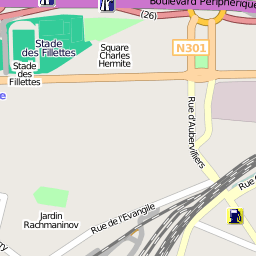 Boulevard Périphérique
(26)
Stade
des Fillettes
Square
Charles
Hermite
N301
Stade
des
Fillettes
Rue d'Aubervilliers
Rue de l'Evangile
Jardin
Rachmaninov